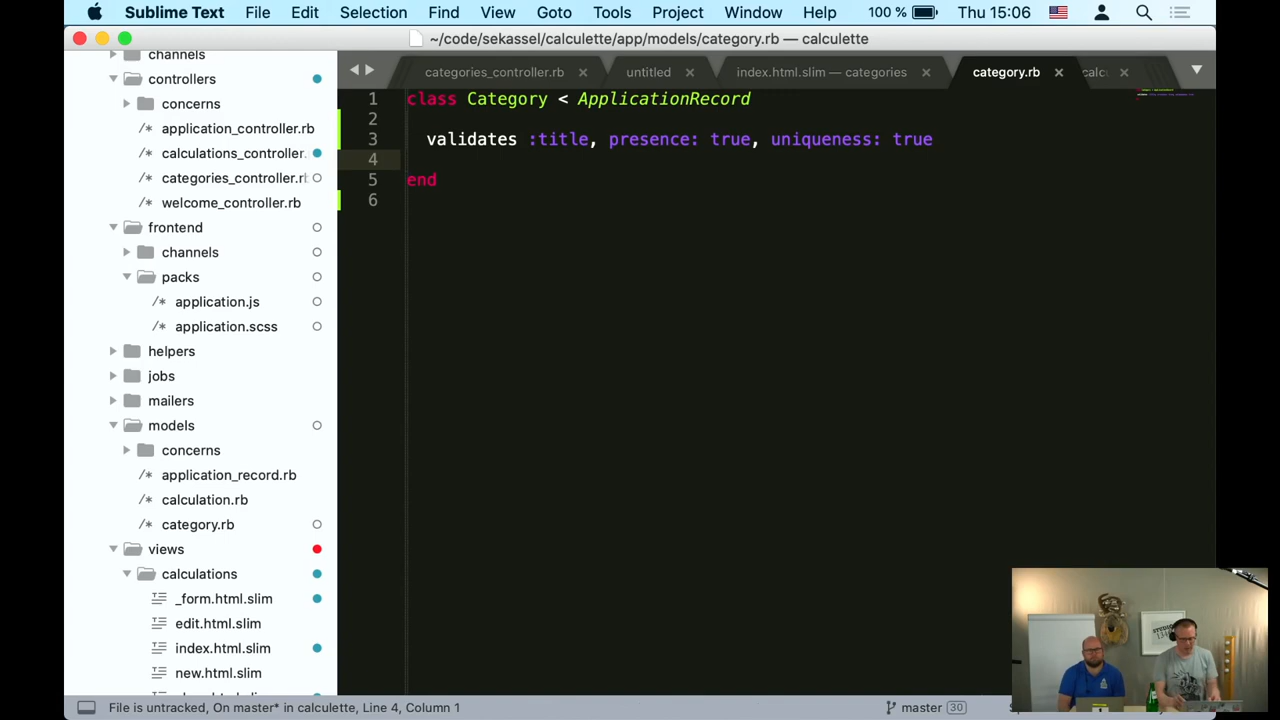 Sublime Text File Edit Selection Find View Goto Tools Project Window Help 100 % Thu 15:06
~/code/sekassel/calculette/app/models/category.rb — calculette
categories_controller.rb untitled index.html.slim — categories category.rb calcu
channels
controllers
concerns
/* application_controller.rb
/* calculations_controller.
/* categories_controller.rb
/* welcome_controller.rb
frontend
channels
packs
/* application.js
/* application.scss
helpers
jobs
mailers
models
concerns
/* application_record.rb
/* calculation.rb
/* category.rb
views
calculations
_form.html.slim
edit.html.slim
index.html.slim
new.html.slim
1 class Category < ApplicationRecord
2
3 validates :title, presence: true, uniqueness: true
4
5 end
6
File is untracked, On master* in calculette, Line 4, Column 1
master 30